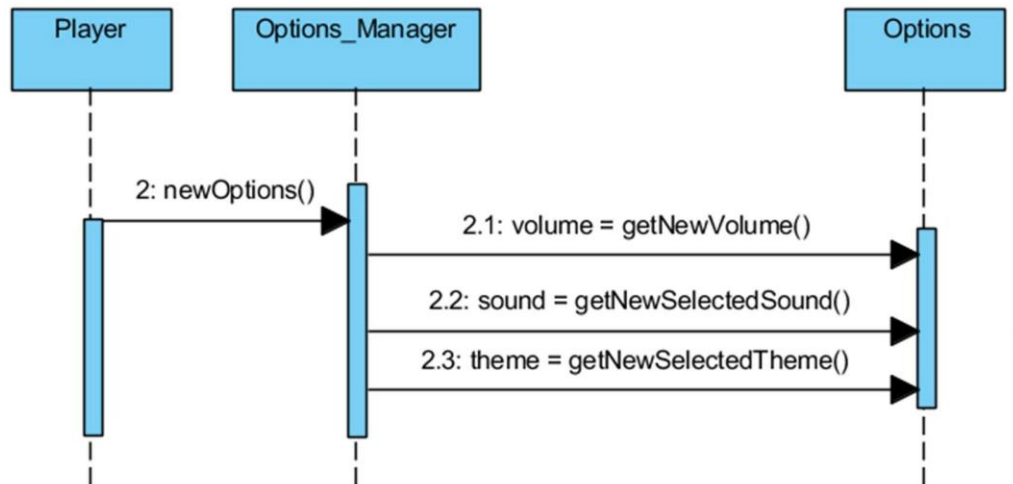 Player
Options_Manager
Options
2: newOptions()
2.1: volume = getNewVolume()
2.2: sound = getNewSelectedSound()
2.3: theme = getNewSelectedTheme()